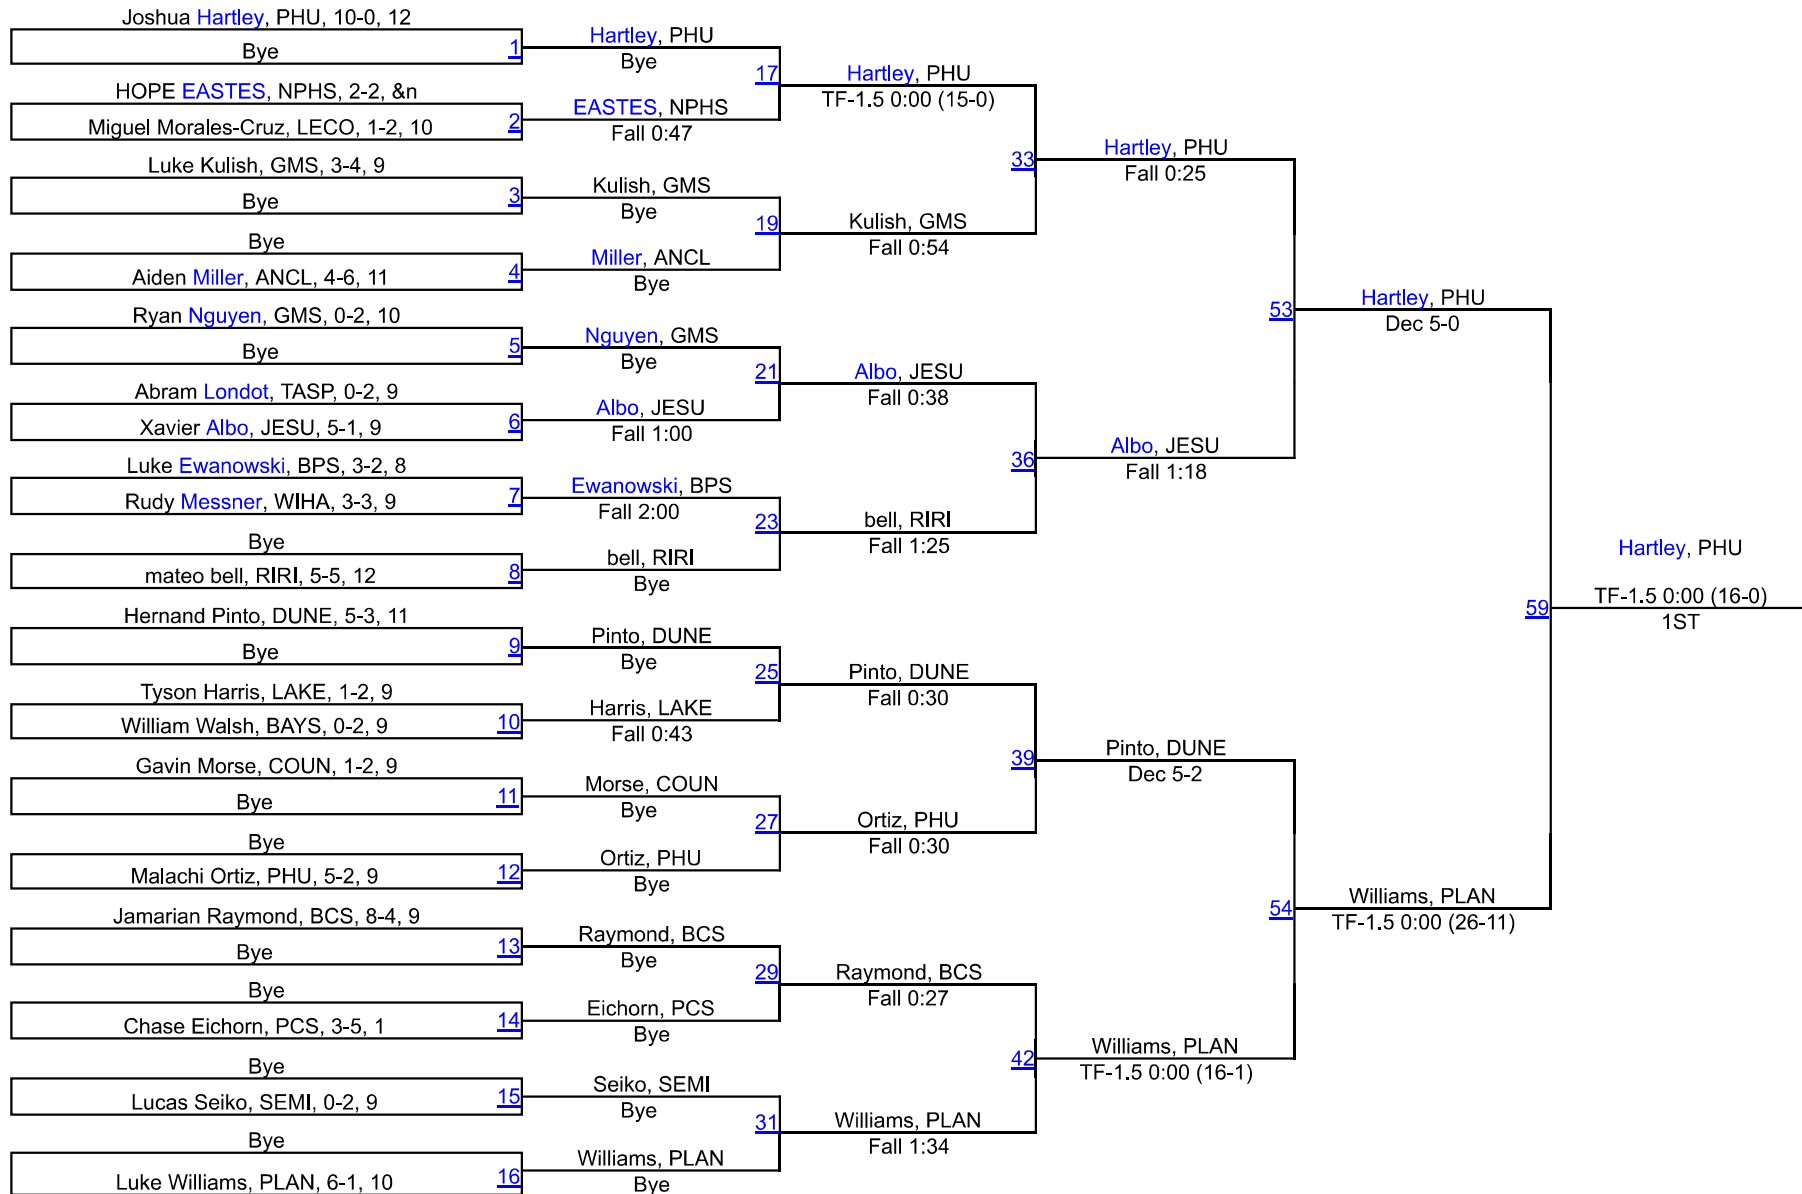 Joshua Hartley, PHU, 10-0, 12
Bye
1
HOPE EASTES, NPHS, 2-2, &n
Miguel Morales-Cruz, LECO, 1-2, 10
2
Luke Kulish, GMS, 3-4, 9
Bye
3
Bye
Aiden Miller, ANCL, 4-6, 11
4
Ryan Nguyen, GMS, 0-2, 10
Bye
5
Abram Londot, TASP, 0-2, 9
Xavier Albo, JESU, 5-1, 9
6
Luke Ewanowski, BPS, 3-2, 8
Rudy Messner, WIHA, 3-3, 9
7
Bye
mateo bell, RIRI, 5-5, 12
8
Hernand Pinto, DUNE, 5-3, 11
Bye
9
Tyson Harris, LAKE, 1-2, 9
William Walsh, BAYS, 0-2, 9
10
Gavin Morse, COUN, 1-2, 9
Bye
11
Bye
Malachi Ortiz, PHU, 5-2, 9
12
Jamarian Raymond, BCS, 8-4, 9
Bye
13
Bye
Chase Eichorn, PCS, 3-5, 1
14
Bye
Lucas Seiko, SEMI, 0-2, 9
15
Bye
Luke Williams, PLAN, 6-1, 10
16
Hartley, PHU
Bye
17
EASTES, NPHS
Fall 0:47
Kulish, GMS
Bye
19
Miller, ANCL
Bye
Nguyen, GMS
Bye
21
Albo, JESU
Fall 1:00
Ewanowski, BPS
Fall 2:00
23
bell, RIRI
Bye
Pinto, DUNE
Bye
25
Harris, LAKE
Fall 0:43
Morse, COUN
Bye
27
Ortiz, PHU
Bye
Raymond, BCS
Bye
29
Eichorn, PCS
Bye
Seiko, SEMI
Bye
31
Williams, PLAN
Bye
Hartley, PHU
TF-1.5 0:00 (15-0)
33
Kulish, GMS
Fall 0:54
Albo, JESU
Fall 0:38
36
bell, RIRI
Fall 1:25
Pinto, DUNE
Fall 0:30
39
Ortiz, PHU
Fall 0:30
Raymond, BCS
Fall 0:27
42
Williams, PLAN
Fall 1:34
Hartley, PHU
Fall 0:25
53
Albo, JESU
Fall 1:18
Pinto, DUNE
Dec 5-2
54
Williams, PLAN
TF-1.5 0:00 (16-1)
Hartley, PHU
Dec 5-0
59
Williams, PLAN
TF-1.5 0:00 (26-11)
Hartley, PHU
TF-1.5 0:00 (16-0)
1ST